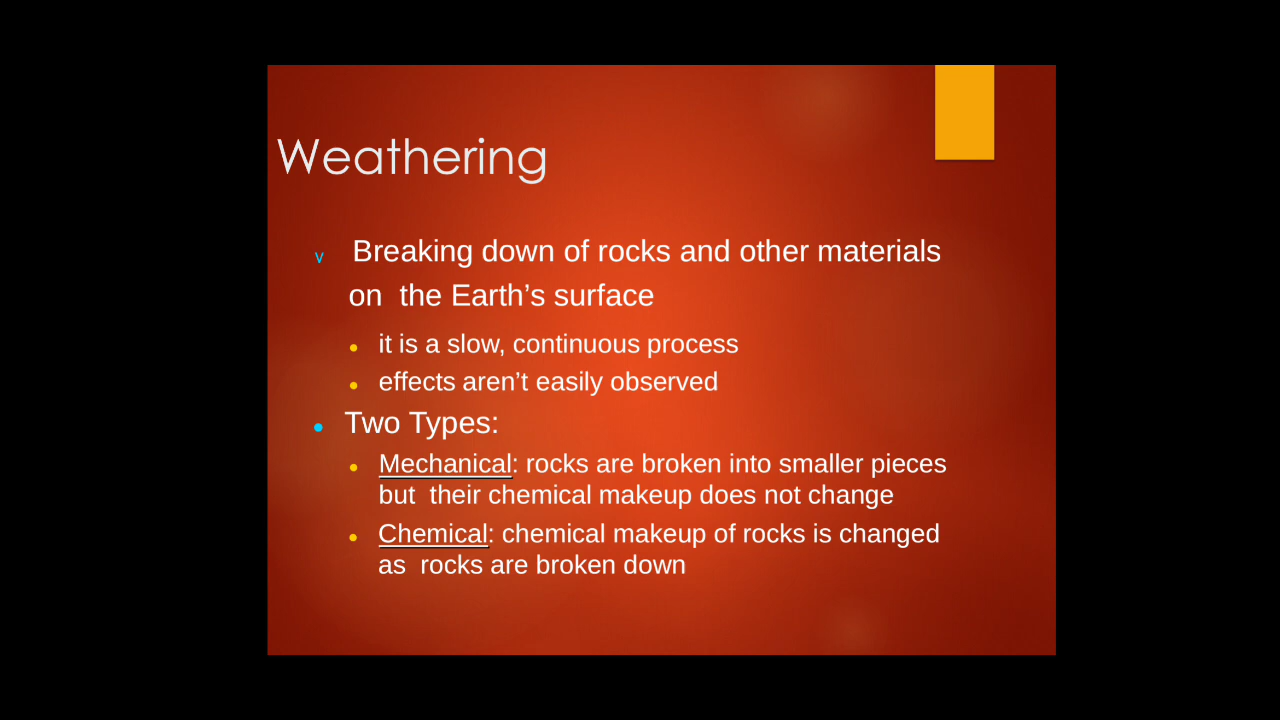 Weathering
v Breaking down of rocks and other materials
on the Earth’s surface
● it is a slow, continuous process
● effects aren’t easily observed
● Two Types:
● Mechanical: rocks are broken into smaller pieces
but their chemical makeup does not change
● Chemical: chemical makeup of rocks is changed
as rocks are broken down